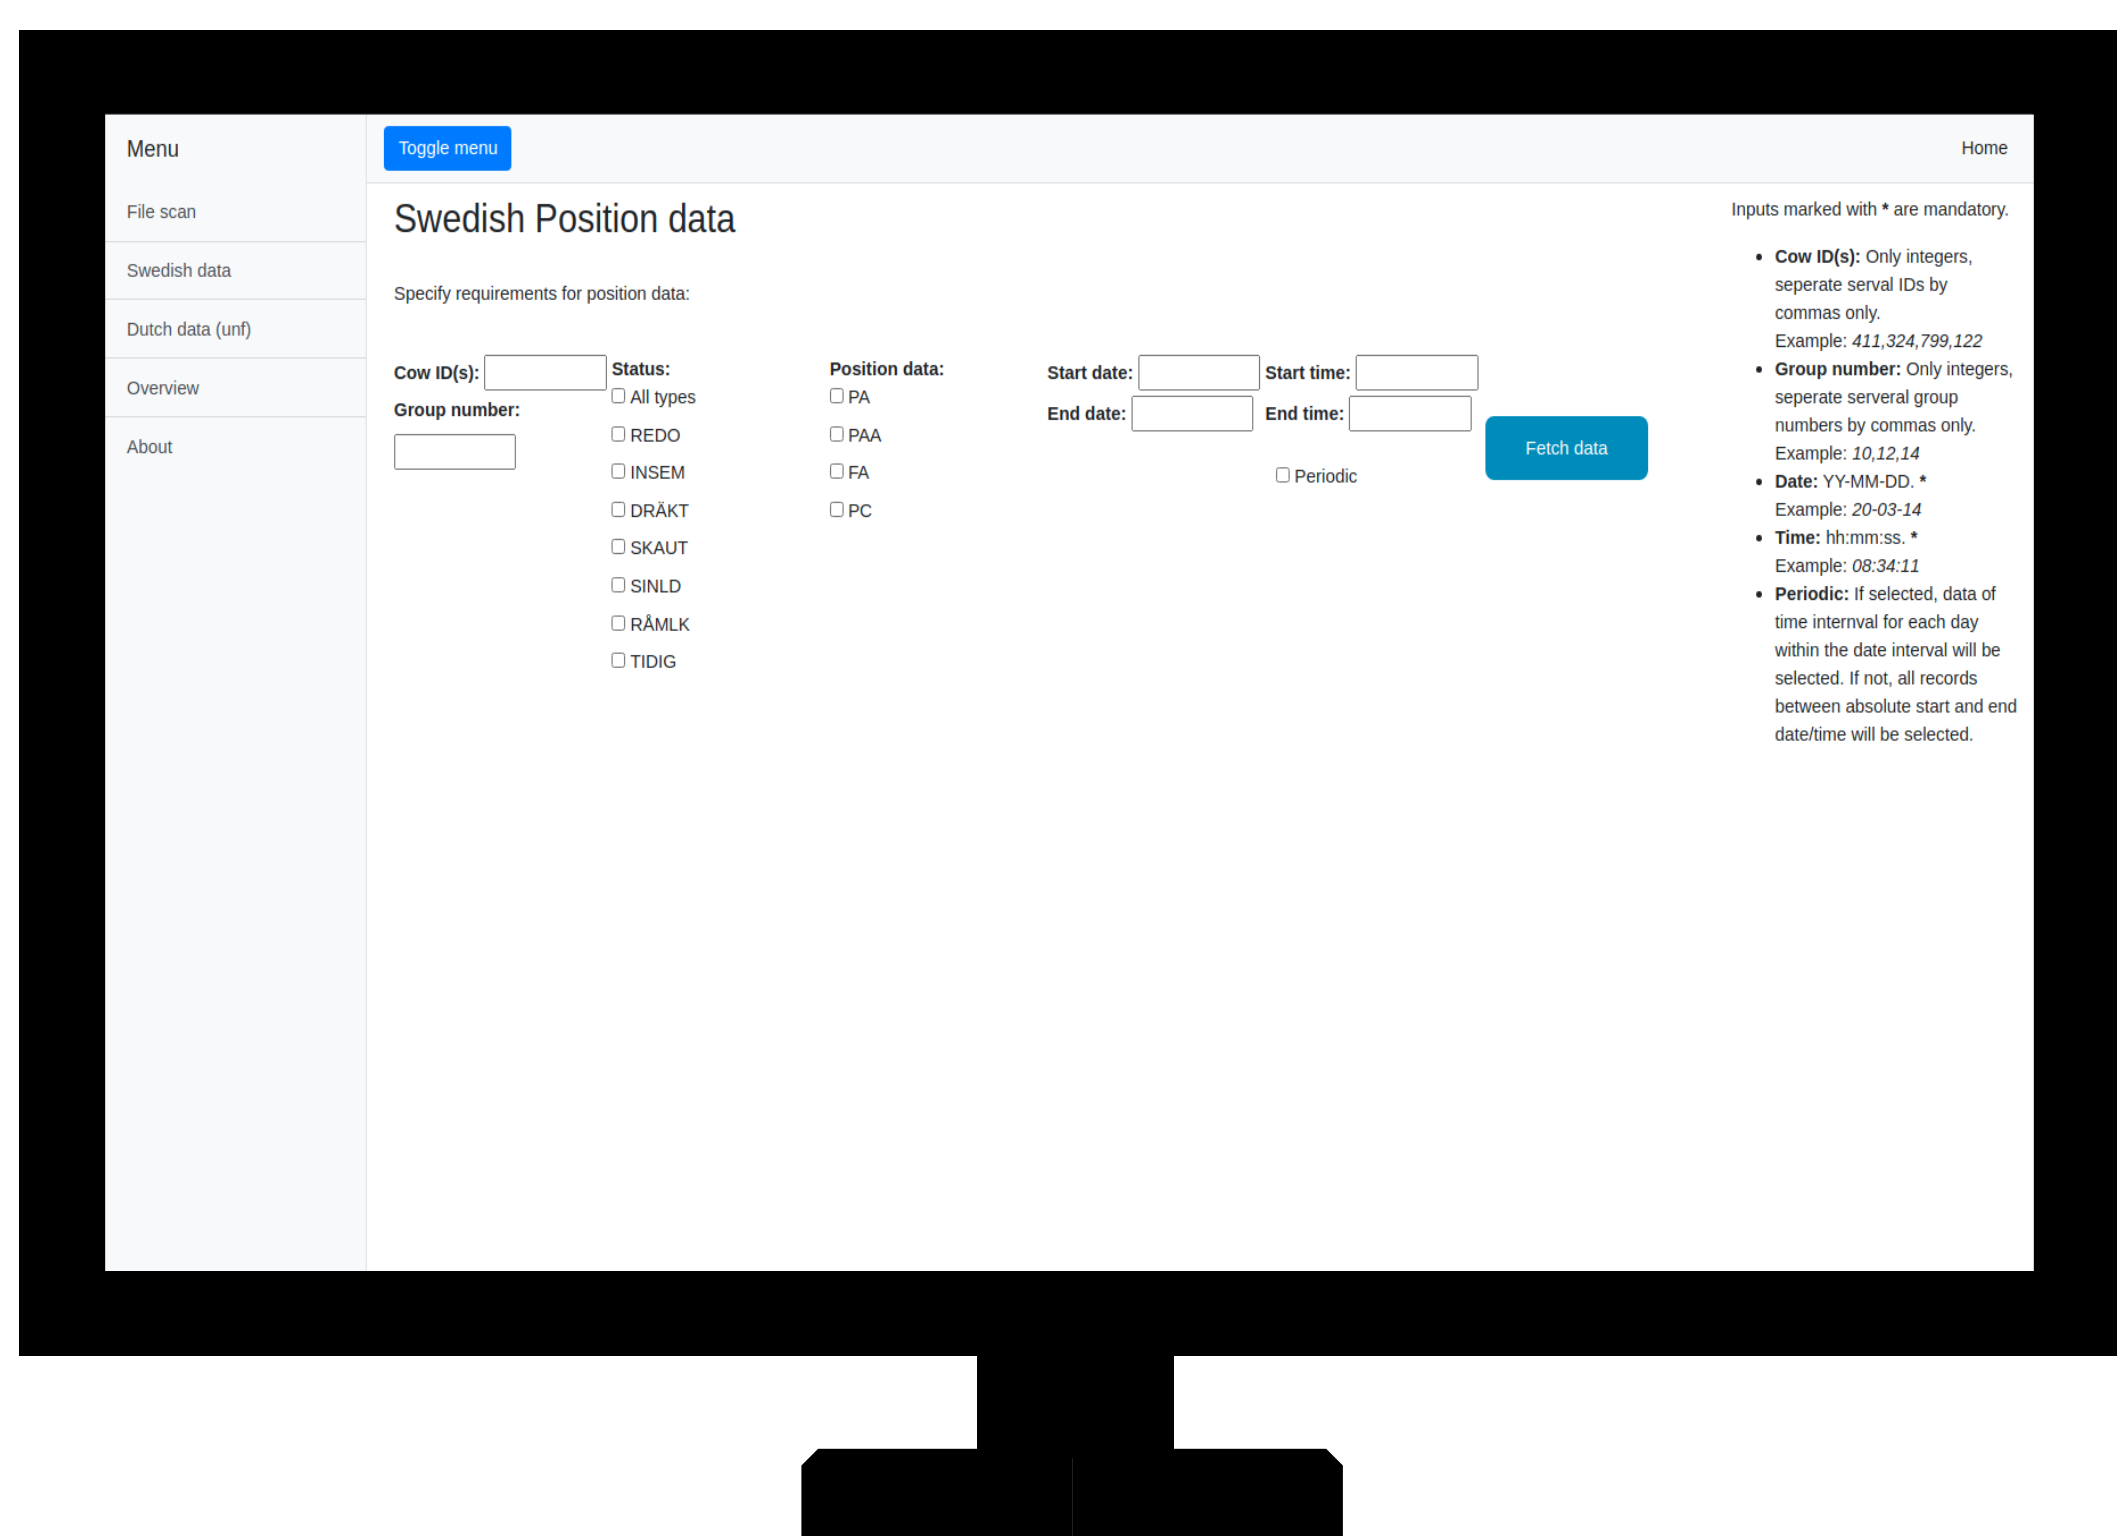 Menu
Toggle menu
Home
File scan
Swedish data
Dutch data (unf)
Overview
About
Swedish Position data
Specify requirements for position data:
Cow ID(s):
Group number:
Status:
All types
REDO
INSEM
DRÄKT
SKAUT
SINLD
RÅMLK
TIDIG
Position data:
PA
PAA
FA
PC
Start date:
End date:
Start time:
End time:
Periodic
Fetch data
Inputs marked with * are mandatory.
• Cow ID(s): Only integers,
seperate serval IDs by
commas only.
Example: 411,324,799,122
• Group number: Only integers,
seperate serveral group
numbers by commas only.
Example: 10,12,14
• Date: YY-MM-DD. *
Example: 20-03-14
• Time: hh:mm:ss. *
Example: 08:34:11
• Periodic: If selected, data of
time internval for each day
within the date interval will be
selected. If not, all records
between absolute start and end
date/time will be selected.